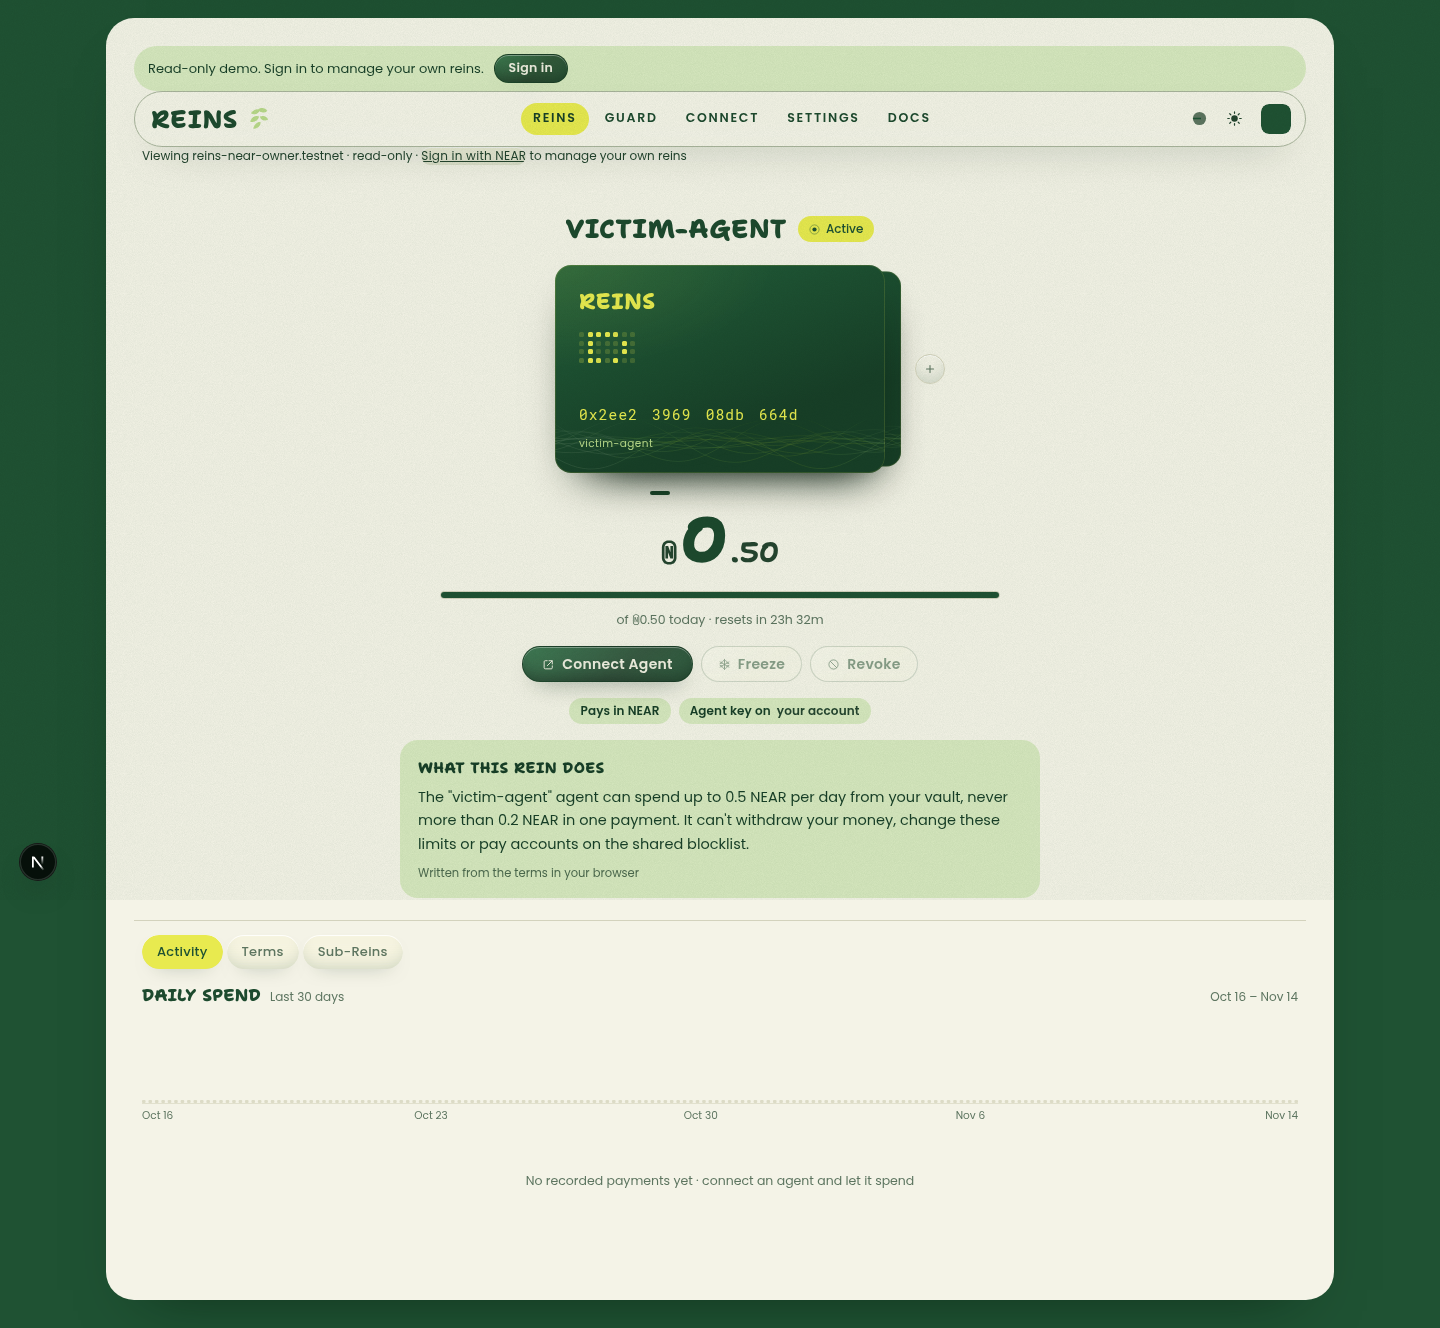 Read-only demo. Sign in to manage your own reins. Sign in
REINS REINS GUARD CONNECT SETTINGS DOCS
Viewing reins-near-owner.testnet · read-only · Sign in with NEAR to manage your own reins
VICTIM-AGENT Active
REINS
0x2ee2 3969 08db 664d
victim-agent
+
N 0.50
of N0.50 today · resets in 23h 32m
Connect Agent Freeze Revoke
Pays in NEAR Agent key on your account
WHAT THIS REIN DOES
The "victim-agent" agent can spend up to 0.5 NEAR per day from your vault, never
more than 0.2 NEAR in one payment. It can't withdraw your money, change these
limits or pay accounts on the shared blocklist.
Written from the terms in your browser
N
Activity Terms Sub-Reins
DAILY SPEND Last 30 days Oct 16 – Nov 14
Oct 16 Oct 23 Oct 30 Nov 6 Nov 14
No recorded payments yet · connect an agent and let it spend